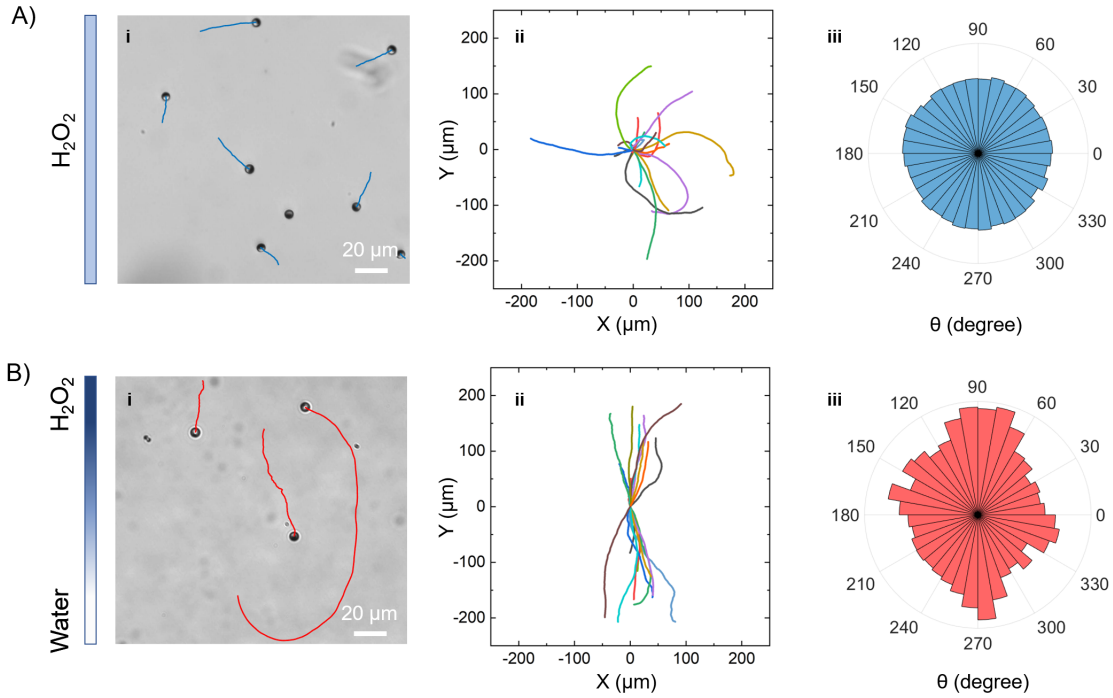 A)
H₂O₂
i
20 μm
ii
200
100
0
-100
-200
Y (μm)
-200 -100 0 100 200
X (μm)
iii
90
120 60
150 30
180 0
210 330
240 300
270
θ (degree)
B)
H₂O₂
Water
i
20 μm
ii
200
100
0
-100
-200
Y (μm)
-200 -100 0 100 200
X (μm)
iii
90
120 60
150 30
180 0
210 330
240 300
270
θ (degree)